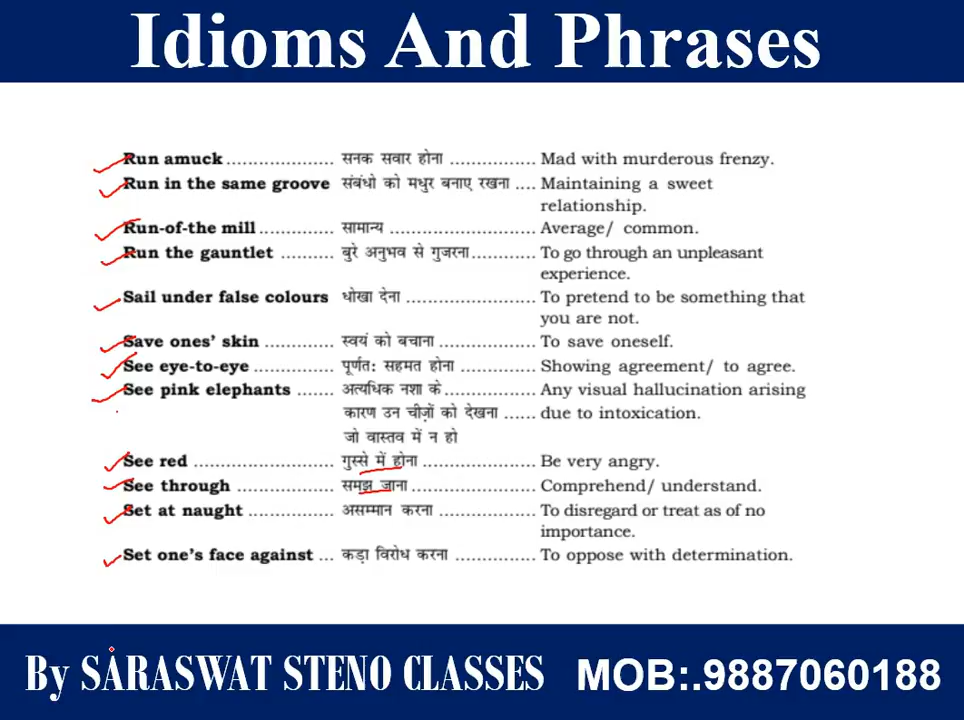 Idioms And Phrases
Run amuck .................... सनक सवार होना ................ Mad with murderous frenzy.
Run in the same groove संबंधो को मधुर बनाए रखना .... Maintaining a sweet
relationship.
Run-of-the mill .............. सामान्य ........................... Average/ common.
Run the gauntlet .......... बुरे अनुभव से गुजरना ............ To go through an unpleasant
experience.
Sail under false colours धोखा देना ........................ To pretend to be something that
you are not.
Save ones' skin ............. स्वयं को बचाना .................. To save oneself.
See eye-to-eye ............... पूर्णत: सहमत होना .............. Showing agreement/ to agree.
See pink elephants ....... अत्यधिक नशा के ................. Any visual hallucination arising
कारण उन चीज़ों को देखना ...... due to intoxication.
जो वास्तव में न हो
See red ......................... गुस्से में होना ..................... Be very angry.
See through .................. समझ जाना ....................... Comprehend/ understand.
Set at naught ................ असम्मान करना .................. To disregard or treat as of no
importance.
Set one's face against ... कड़ा विरोध करना ............... To oppose with determination.
By SARASWAT STENO CLASSES MOB:.9887060188